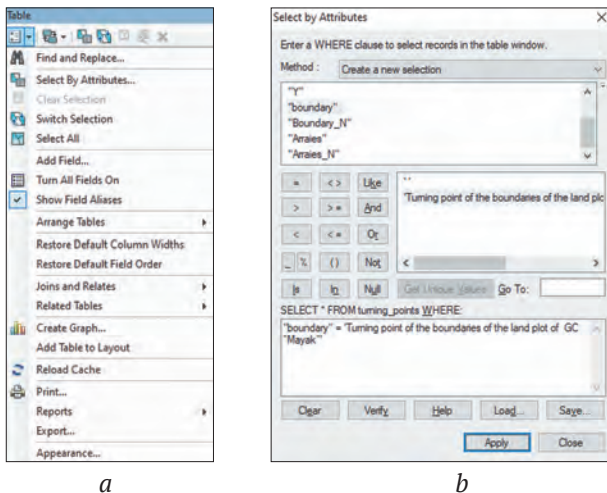 Table
Find and Replace...
Select By Attributes...
Clear Selection
Switch Selection
Select All
Add Field...
Turn All Fields On
Show Field Aliases
Arrange Tables
Restore Default Column Widths
Restore Default Field Order
Joins and Relates
Related Tables
Create Graph...
Add Table to Layout
Reload Cache
Print...
Reports
Export...
Appearance...
a
Select by Attributes
Enter a WHERE clause to select records in the table window.
Method : Create a new selection
"Y"
"boundary"
"Boundary_N"
"Arraies"
"Arraies_N"
= < > Like
> > = And
< < = Or
_ % ( ) Not
Is In Null
''
'Turning point of the boundaries of the land plc
Get Unique Values Go To:
SELECT * FROM turning_points WHERE:
"boundary" = 'Turning point of the boundaries of the land plot of GC
"Mayak"'
Clear Verify Help Load... Save...
Apply Close
b